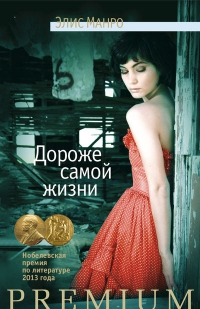 Элис Манро
Дороже
самой
жизни
Нобелевская
премия
по литературе
2013 года
PREMIUM